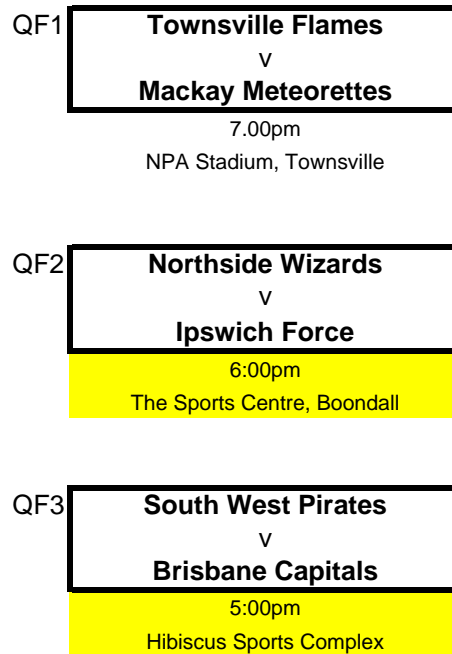 QF1
Townsville Flames
v
Mackay Meteorettes
7.00pm
NPA Stadium, Townsville
QF2
Northside Wizards
v
Ipswich Force
6:00pm
The Sports Centre, Boondall
QF3
South West Pirates
v
Brisbane Capitals
5:00pm
Hibiscus Sports Complex